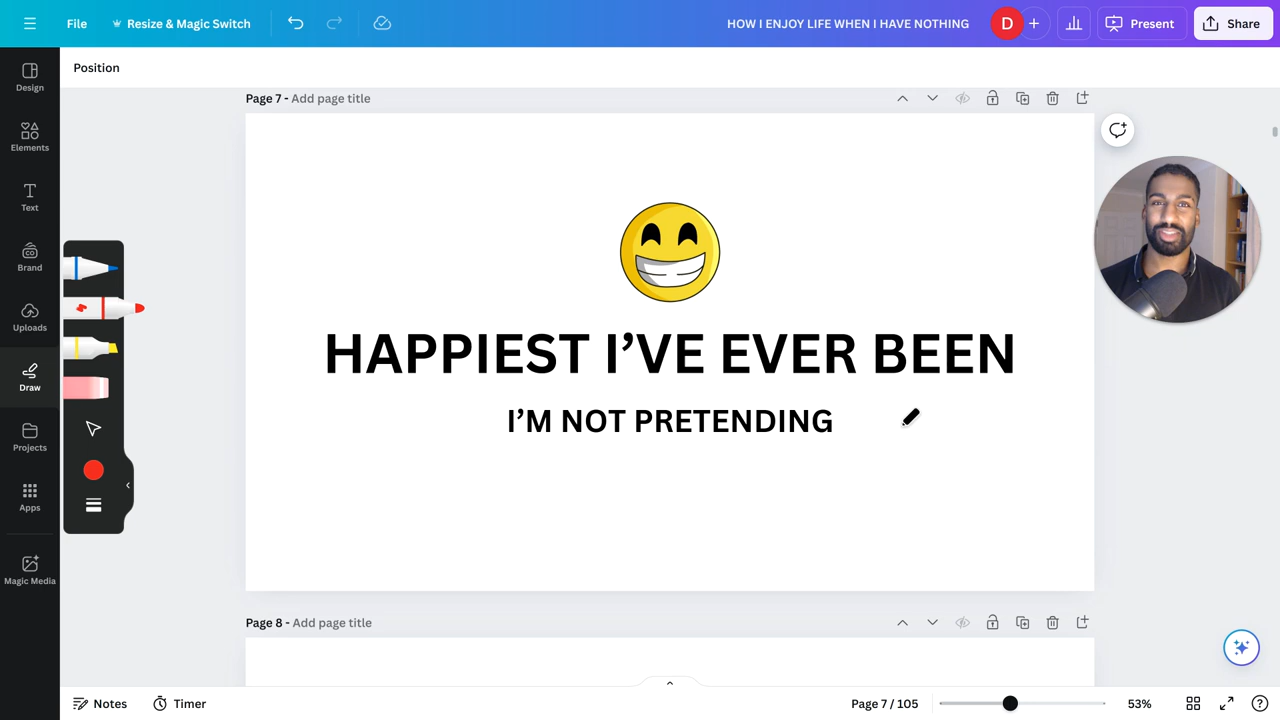 File
Resize & Magic Switch
HOW I ENJOY LIFE WHEN I HAVE NOTHING
D
Present
Share
Position
Design
Elements
Text
Brand
Uploads
Draw
Projects
Apps
Magic Media
Page 7 - Add page title
HAPPIEST I’VE EVER BEEN
I’M NOT PRETENDING
Page 8 - Add page title
Notes
Timer
Page 7 / 105
53%